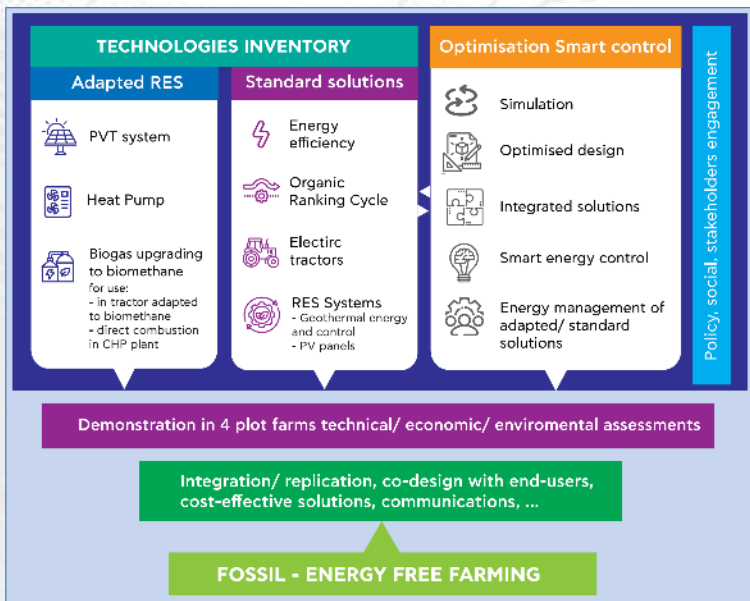 TECHNOLOGIES INVENTORY
Adapted RES
PVT system
Heat Pump
Biogas upgrading
to biomethane
for use:
- in tractor adapted
to biomethane
- direct combustion
in CHP plant
Standard solutions
Energy
efficiency
Organic
Ranking Cycle
Electirc
tractors
RES Systems
- Geothermal energy
and control
- PV panels
Optimisation Smart control
Simulation
Optimised design
Integrated solutions
Smart energy control
Energy management of
adapted/ standard
solutions
Policy, social, stakeholders engagement
Demonstration in 4 plot farms technical/ economic/ enviromental assessments
Integration/ replication, co-design with end-users,
cost-effective solutions, communications, ...
FOSSIL - ENERGY FREE FARMING